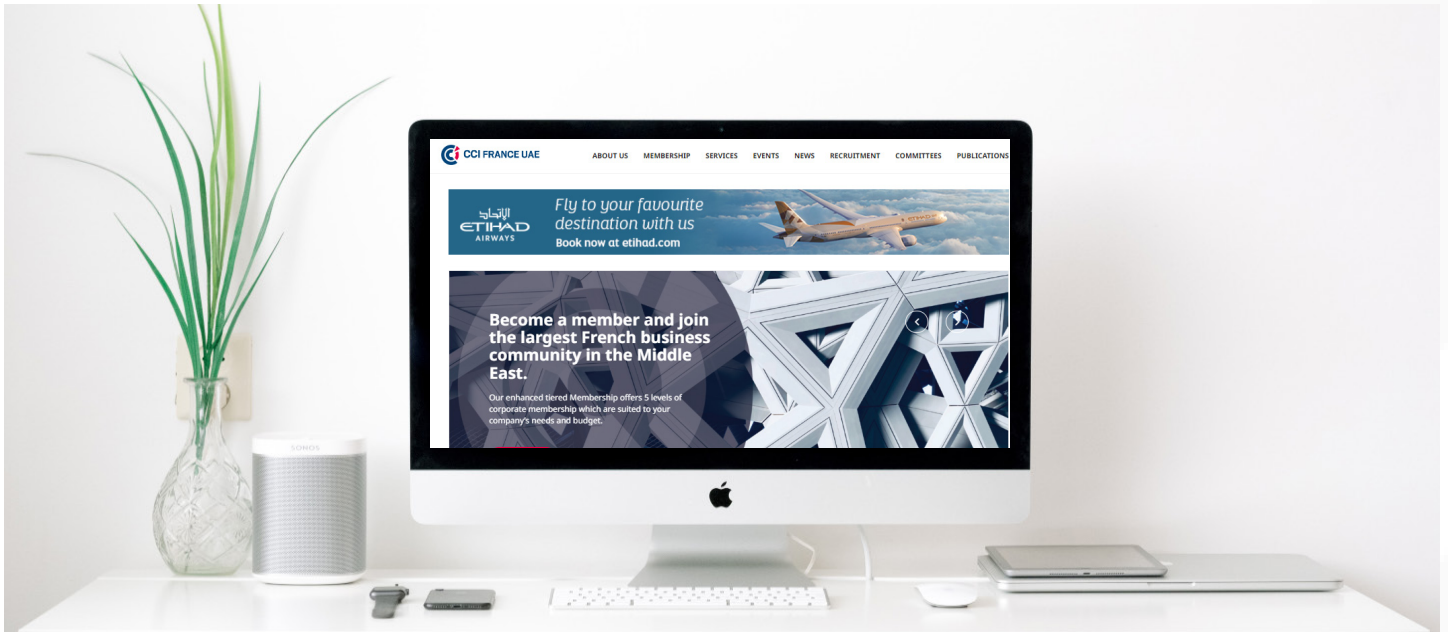 CCI FRANCE UAE
ABOUT US MEMBERSHIP SERVICES EVENTS NEWS RECRUITMENT COMMITTEES PUBLICATIONS
الإتحاد
ETIHAD
AIRWAYS
Fly to your favourite
destination with us
Book now at etihad.com
ETIHAD
Become a member and join
the largest French business
community in the Middle
East.
Our enhanced tiered Membership offers 5 levels of
corporate membership which are suited to your
company's needs and budget.
SONOS